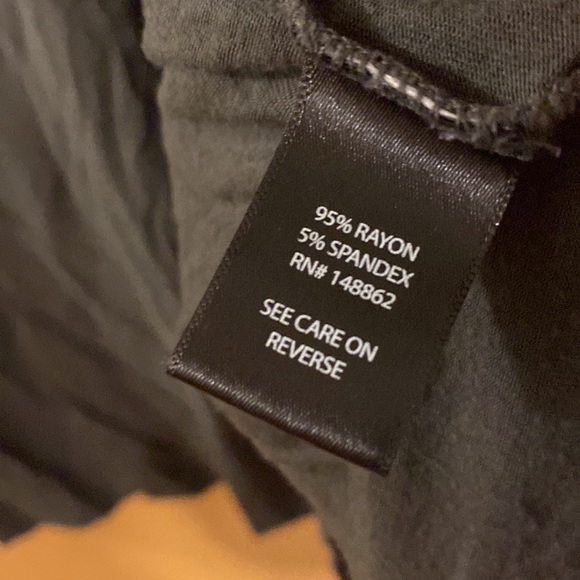 95% RAYON
5% SPANDEX
RN# 148862
SEE CARE ON
REVERSE